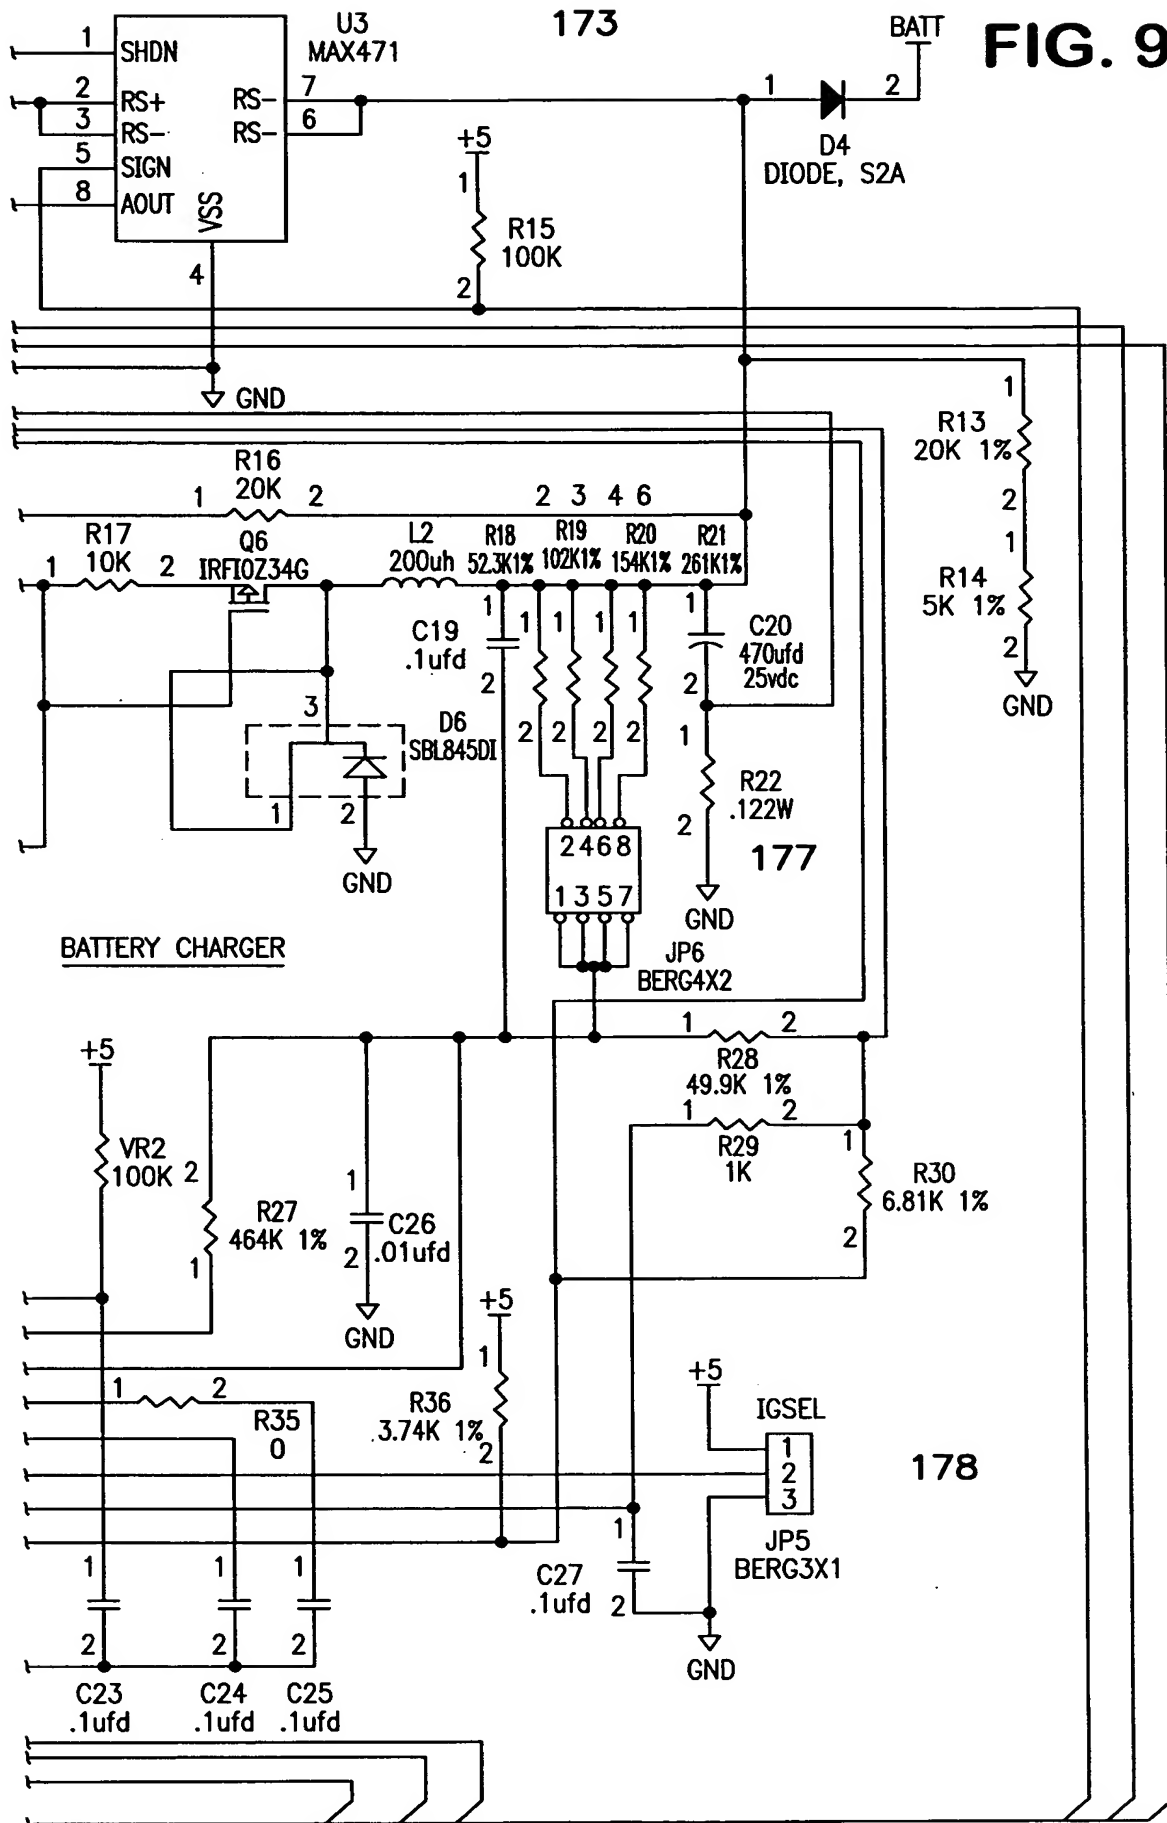 173
FIG. 9
U3
MAX471
1
SHDN
2
RS+
3
RS-
5
SIGN
8
AOUT
VSS
4
RS-
7
RS-
6
GND
BATT
1
2
D4
DIODE, S2A
+5
1
R15
100K
2
1
R13
20K 1%
2
1
R14
5K 1%
2
GND
R16
20K
1
2
2 3 4 6
1
R17
10K
2
Q6
IRFIOZ34G
L2
200uh
R18
52.3K1%
R19
102K1%
R20
154K1%
R21
261K1%
1
C19
.1ufd
2
1
1
1
1
2
2
2
2
1
C20
470ufd
25vdc
2
3
D6
SBL845DI
1
2
GND
1
R22
.122W
2
177
GND
2 4 6 8
1 3 5 7
JP6
BERG4X2
BATTERY CHARGER
+5
VR2
100K
2
R27
464K 1%
1
1
C26
.01ufd
2
GND
1
2
R28
49.9K 1%
1
2
R29
1K
1
R30
6.81K 1%
2
+5
1
R36
3.74K 1%
2
1
2
R35
0
+5
IGSEL
1
2
3
JP5
BERG3X1
178
1
C27
.1ufd
2
GND
1
1
1
2
2
2
C23
.1ufd
C24
.1ufd
C25
.1ufd